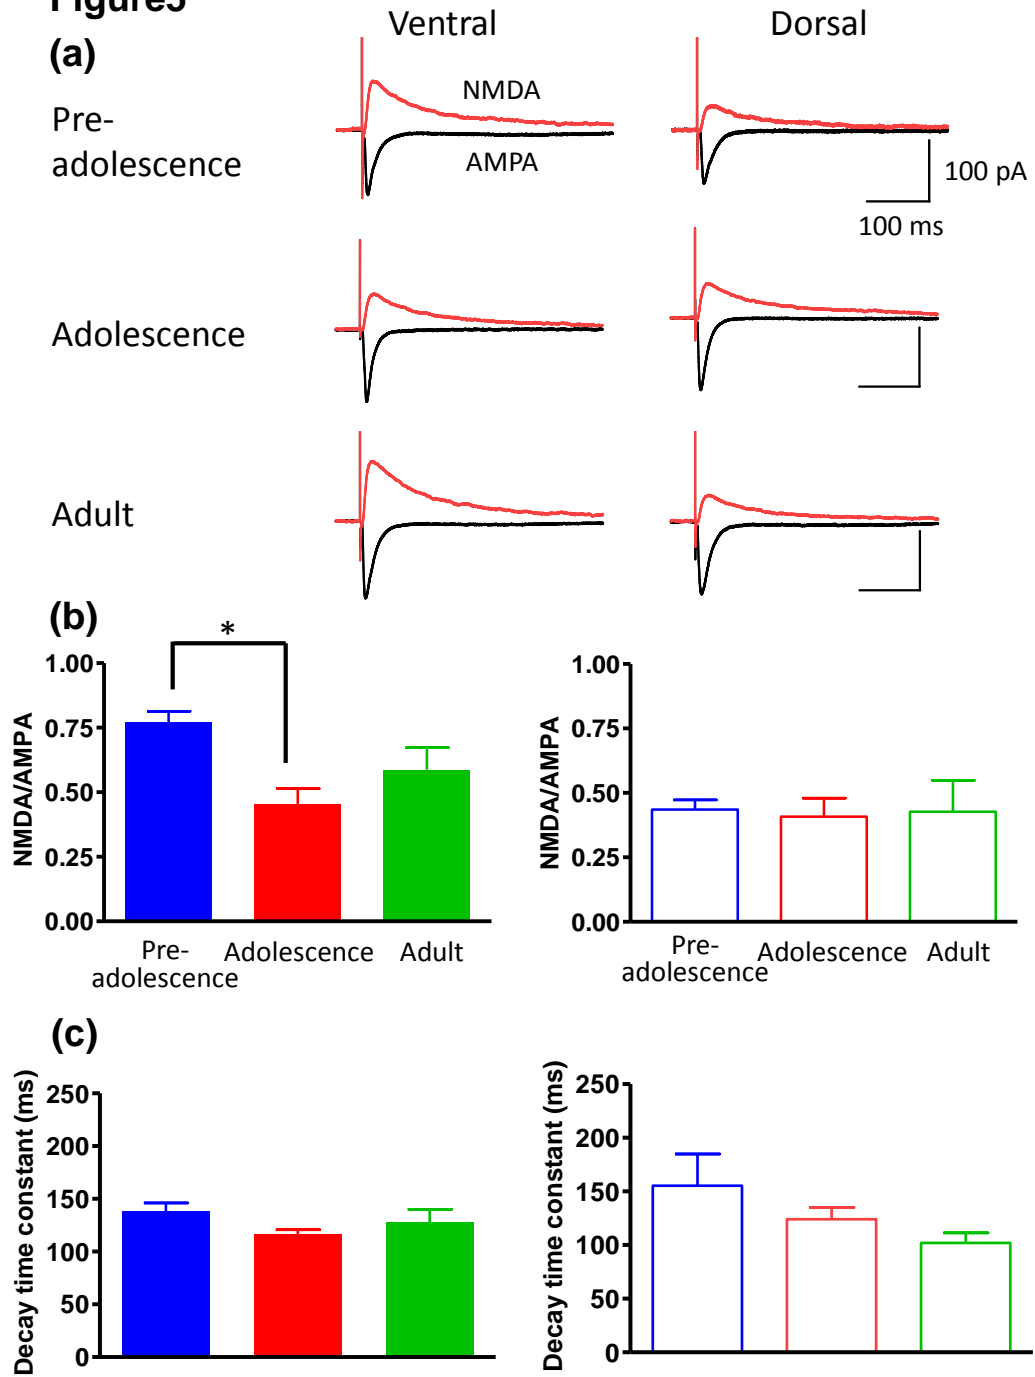 Figure5
Ventral Dorsal
(a)
Pre-
adolescence
NMDA
AMPA
100 pA
100 ms
Adolescence
Adult
(b)
*
1.00
0.75
0.50
0.25
0.00
NMDA/AMPA
Pre-
adolescence
Adolescence
Adult
1.00
0.75
0.50
0.25
0.00
NMDA/AMPA
Pre-
adolescence
Adolescence
Adult
(c)
250
200
150
100
50
0
Decay time constant (ms)
250
200
150
100
50
0
Decay time constant (ms)